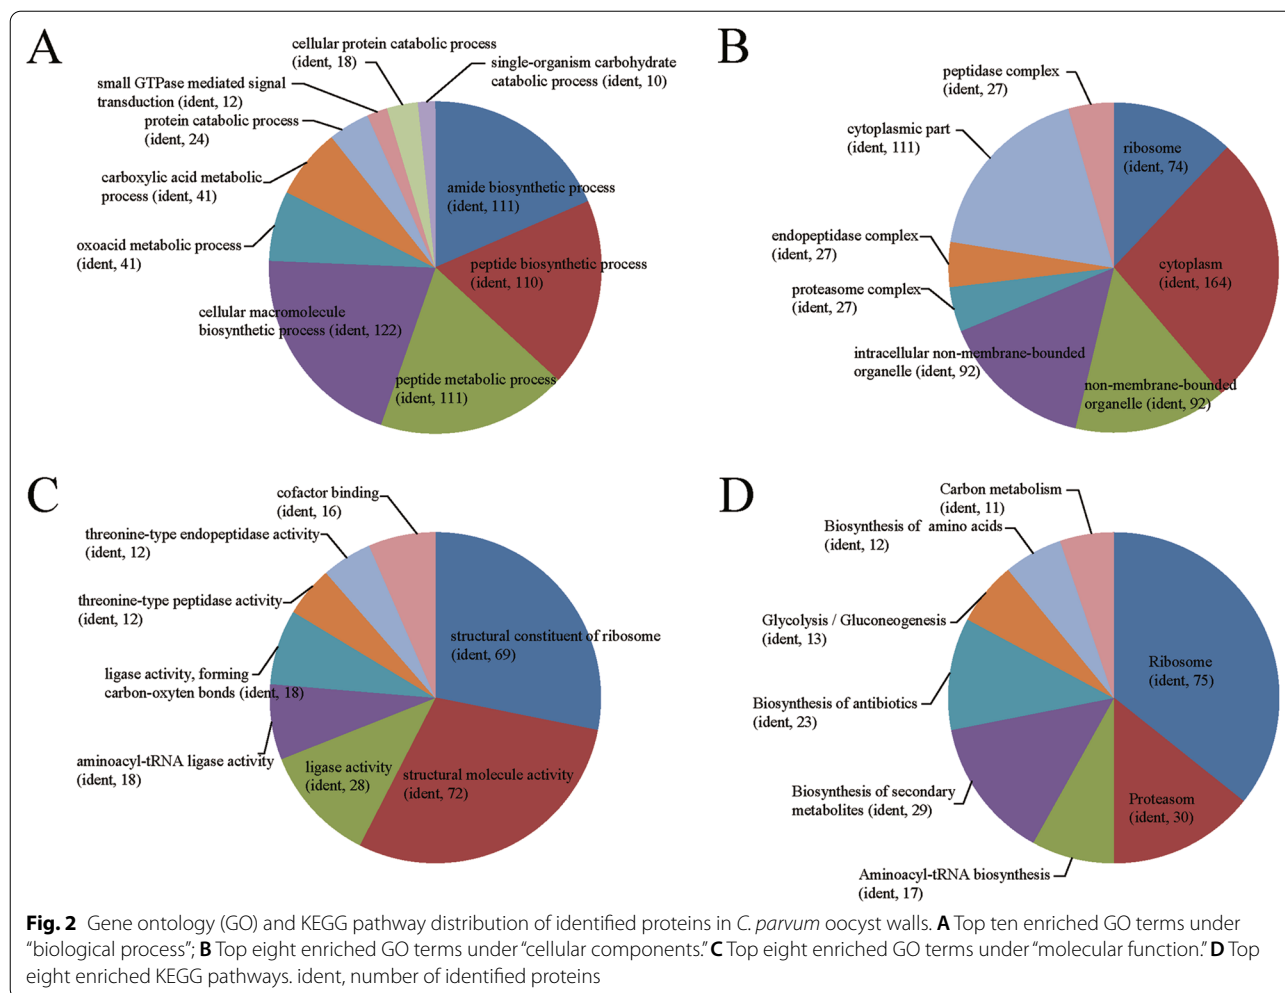 A
cellular protein catabolic process
(ident, 18)
single-organism carbohydrate
catabolic process (ident, 10)
small GTPase mediated signal
transduction (ident, 12)
protein catabolic process
(ident, 24)
carboxylic acid metabolic
process (ident, 41)
amide biosynthetic process
(ident, 111)
oxoacid metabolic process
(ident, 41)
peptide biosynthetic process
(ident, 110)
cellular macromolecule
biosynthetic process (ident, 122)
peptide metabolic process
(ident, 111)
B
peptidase complex
(ident, 27)
cytoplasmic part
(ident, 111)
ribosome
(ident, 74)
endopeptidase complex
(ident, 27)
cytoplasm
(ident, 164)
proteasome complex
(ident, 27)
intracellular non-membrane-bounded
organelle (ident, 92)
non-membrane-bounded
organelle (ident, 92)
C
cofactor binding
(ident, 16)
threonine-type endopeptidase activity
(ident, 12)
threonine-type peptidase activity
(ident, 12)
structural constituent of ribosome
(ident, 69)
ligase activity, forming
carbon-oxyten bonds (ident, 18)
aminoacyl-tRNA ligase activity
(ident, 18)
ligase activity
(ident, 28)
structural molecule activity
(ident, 72)
D
Carbon metabolism
(ident, 11)
Biosynthesis of amino acids
(ident, 12)
Glycolysis / Gluconeogenesis
(ident, 13)
Ribosome
(ident, 75)
Biosynthesis of antibiotics
(ident, 23)
Biosynthesis of secondary
metabolites (ident, 29)
Proteasom
(ident, 30)
Aminoacyl-tRNA biosynthesis
(ident, 17)
Fig. 2 Gene ontology (GO) and KEGG pathway distribution of identified proteins in C. parvum oocyst walls. A Top ten enriched GO terms under
“biological process”; B Top eight enriched GO terms under “cellular components.” C Top eight enriched GO terms under “molecular function.” D Top
eight enriched KEGG pathways. ident, number of identified proteins